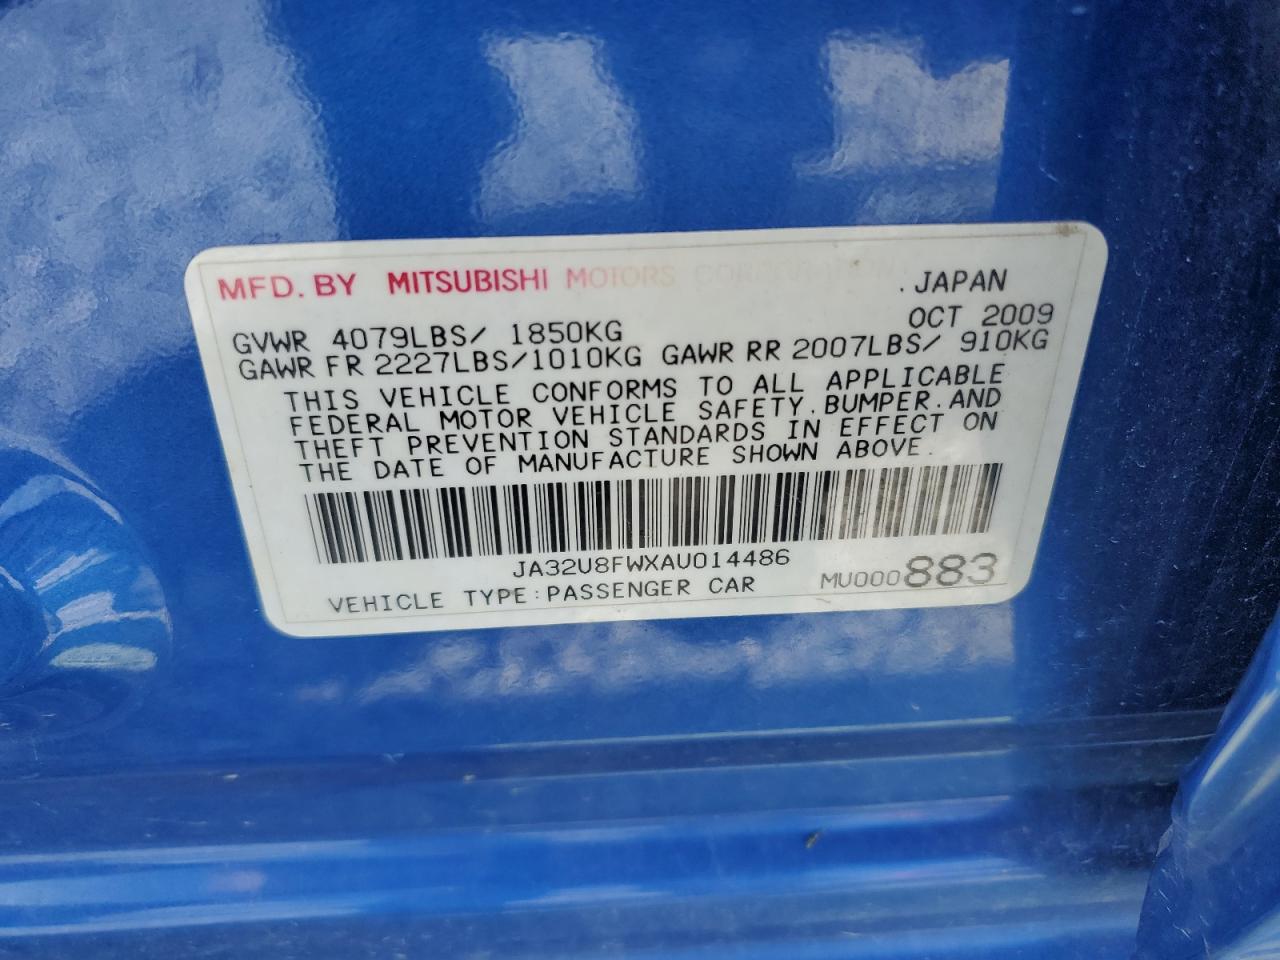 MFD. BY MITSUBISHI MOTORS CORPORATION. JAPAN
OCT 2009
GVWR 4079LBS/ 1850KG
GAWR FR 2227LBS/1010KG GAWR RR 2007LBS/ 910KG
THIS VEHICLE CONFORMS TO ALL APPLICABLE
FEDERAL MOTOR VEHICLE SAFETY, BUMPER, AND
THEFT PREVENTION STANDARDS IN EFFECT ON
THE DATE OF MANUFACTURE SHOWN ABOVE.
JA32U8FWXAU014486
MU000883
VEHICLE TYPE:PASSENGER CAR